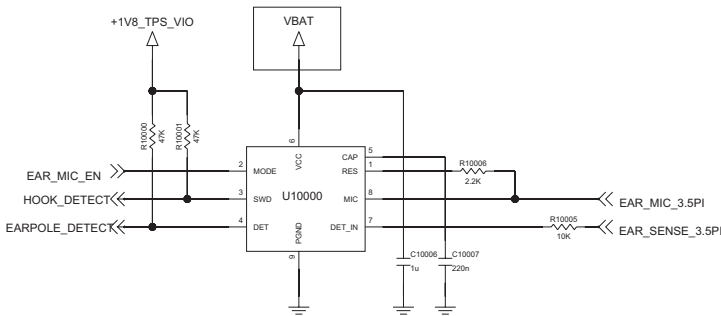 +1V8_TPS_VIO
VBAT
R10000
47K
R10001
47K
6
VCC
EAR_MIC_EN
2
MODE
CAP
5
RES
1
R10006
2.2K
HOOK_DETECT
3
SWD
U10000
MIC
8
EAR_MIC_3.5PI
EARPOLE_DETECT
4
DET
DET_IN
7
R10005
10K
EAR_SENSE_3.5PI
PGND
9
C10006
1u
C10007
220n